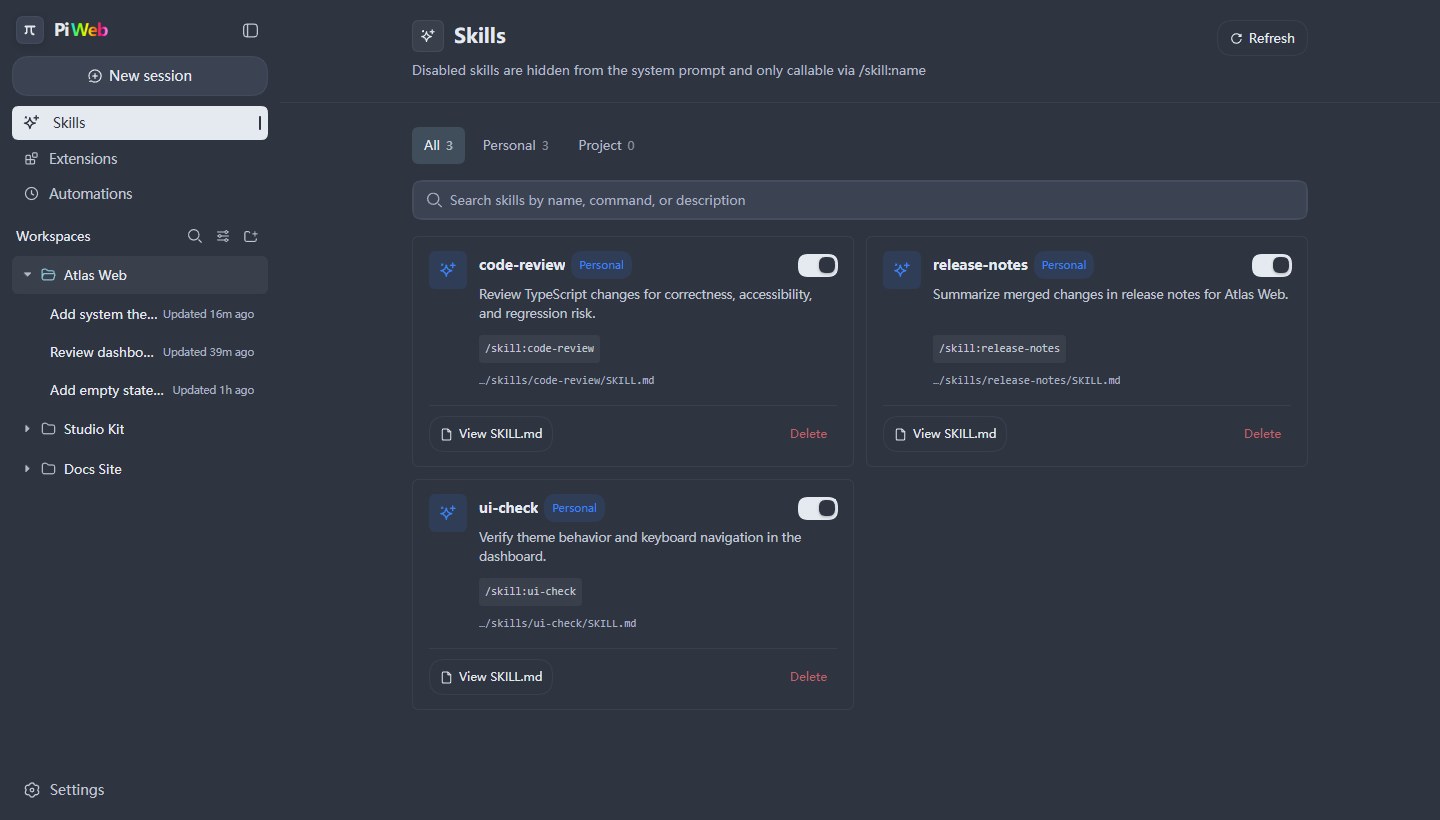 π PiWeb
New session
Skills
Extensions
Automations
Workspaces
Atlas Web
Add system the... Updated 16m ago
Review dashbo... Updated 39m ago
Add empty state... Updated 1h ago
Studio Kit
Docs Site
Settings
Skills
Refresh
Disabled skills are hidden from the system prompt and only callable via /skill:name
All 3 Personal 3 Project 0
Search skills by name, command, or description
code-review Personal
Review TypeScript changes for correctness, accessibility,
and regression risk.
/skill:code-review
…/skills/code-review/SKILL.md
View SKILL.md Delete
release-notes Personal
Summarize merged changes in release notes for Atlas Web.
/skill:release-notes
…/skills/release-notes/SKILL.md
View SKILL.md Delete
ui-check Personal
Verify theme behavior and keyboard navigation in the
dashboard.
/skill:ui-check
…/skills/ui-check/SKILL.md
View SKILL.md Delete